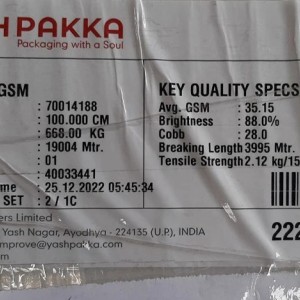 H PAKKA
Packaging with a Soul
GSM
KEY QUALITY SPECS
: 70014188
Avg. GSM : 35.15
: 100.000 CM
Brightness : 88.0%
: 668.00 KG
Cobb : 28.0
: 19004 Mtr.
Breaking Length : 3995 Mtr.
: 01
Tensile Strength : 2.12 kg/15
: 40033441
me : 25.12.2022 05:45:34
SET : 2 / 1C
ers Limited
Yash Nagar, Ayodhya - 224135 (U.P.), INDIA
222
improve@yashpakka.com
om